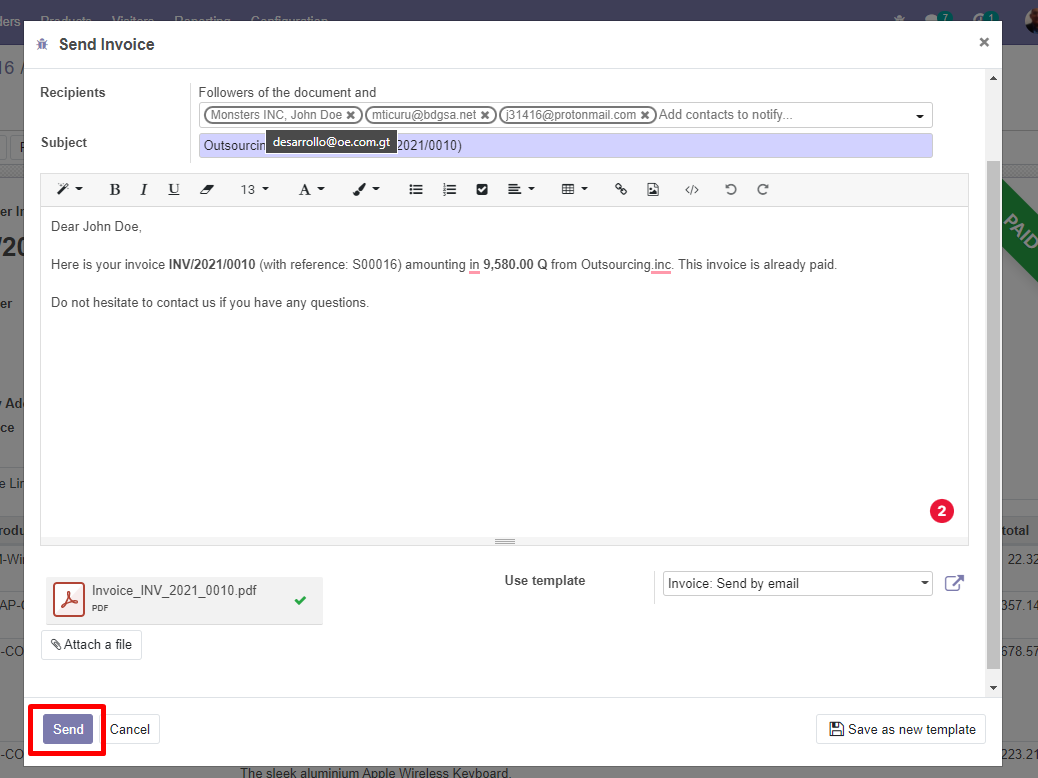 Products Visitors Reporting Configuration
7
1
Send Invoice
×
Recipients
Followers of the document and
Monsters INC, John Doe × mticuru@bdgsa.net × j31416@protonmail.com × Add contacts to notify...
Subject
Outsourcin
desarrollo@oe.com.gt
2021/0010)
B I U 13 A
Dear John Doe,
Here is your invoice INV/2021/0010 (with reference: S00016) amounting in 9,580.00 Q from Outsourcing.inc. This invoice is already paid.
Do not hesitate to contact us if you have any questions.
2
PAID
Invoice_INV_2021_0010.pdf
PDF
Use template
Invoice: Send by email
Attach a file
Send
Cancel
Save as new template
total
22.32
357.14
678.57
223.21
The sleek aluminium Apple Wireless Keyboard.